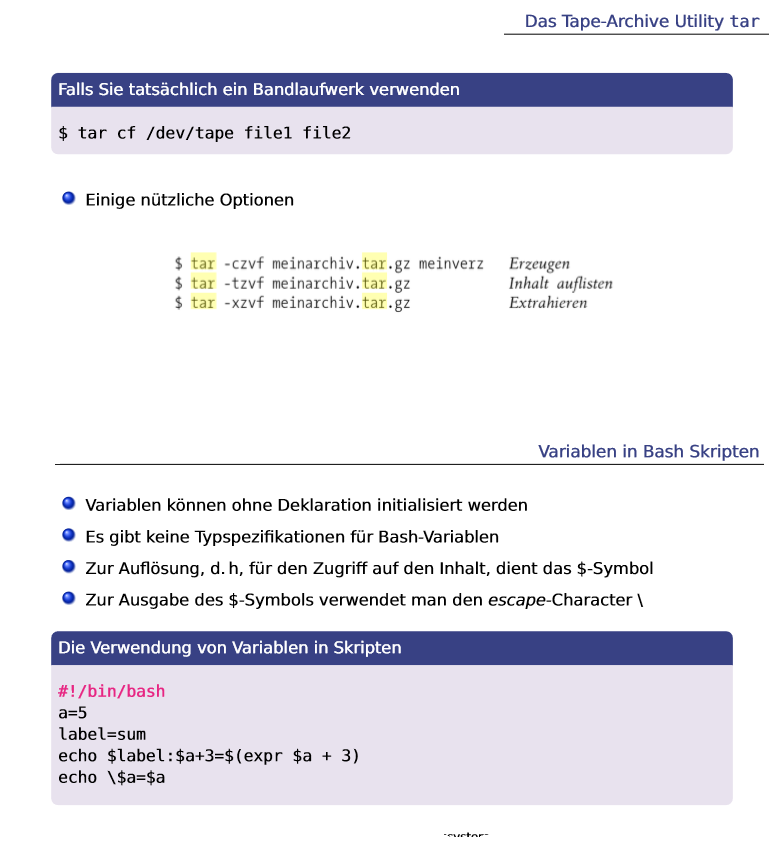 Das Tape-Archive Utility tar
Falls Sie tatsächlich ein Bandlaufwerk verwenden
$ tar cf /dev/tape file1 file2
Einige nützliche Optionen
$ tar -czvf meinarchiv.tar.gz meinverz Erzeugen
$ tar -tzvf meinarchiv.tar.gz Inhalt auflisten
$ tar -xzvf meinarchiv.tar.gz Extrahieren
Variablen in Bash Skripten
Variablen können ohne Deklaration initialisiert werden
Es gibt keine Typspezifikationen für Bash-Variablen
Zur Auflösung, d. h, für den Zugriff auf den Inhalt, dient das $-Symbol
Zur Ausgabe des $-Symbols verwendet man den escape-Character \
Die Verwendung von Variablen in Skripten
#!/bin/bash
a=5
label=sum
echo $label:$a+3=$(expr $a + 3)
echo \$a=$a